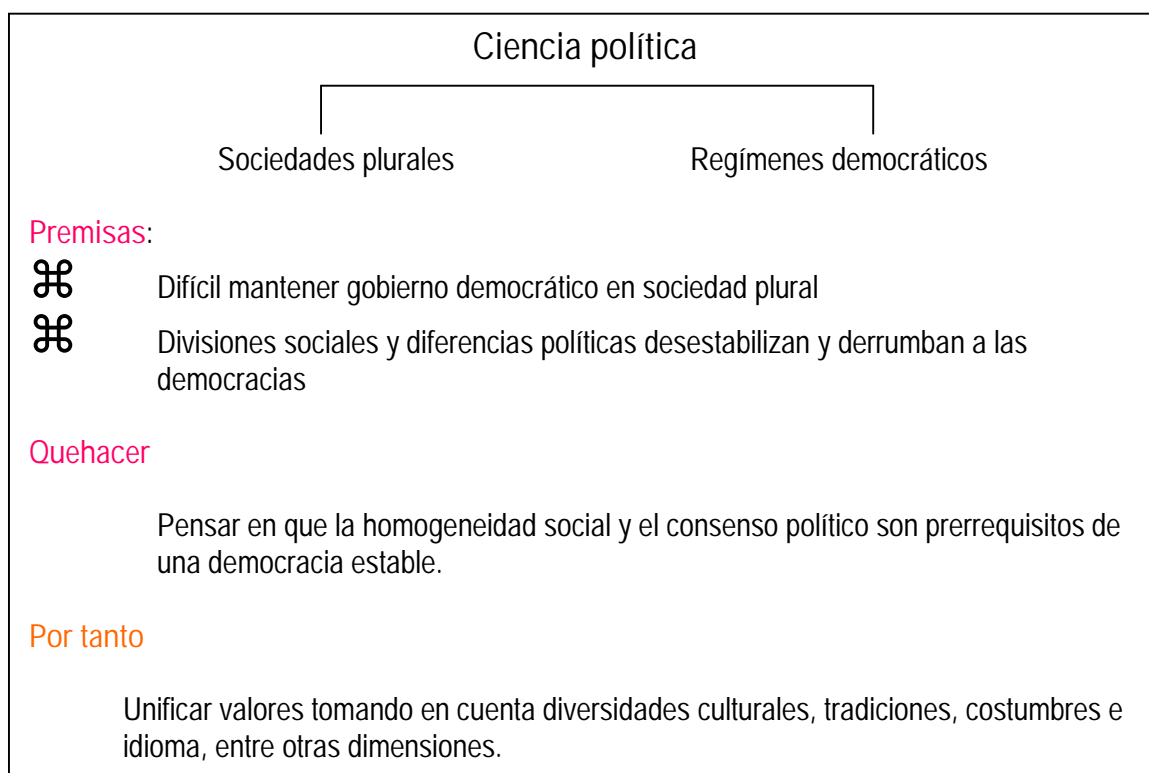 Ciencia política
Sociedades plurales Regímenes democráticos
Premisas:
⌘ Difícil mantener gobierno democrático en sociedad plural
⌘ Divisiones sociales y diferencias políticas desestabilizan y derrumban a las
democracias
Quehacer
Pensar en que la homogeneidad social y el consenso político son prerrequisitos de
una democracia estable.
Por tanto
Unificar valores tomando en cuenta diversidades culturales, tradiciones, costumbres e
idioma, entre otras dimensiones.